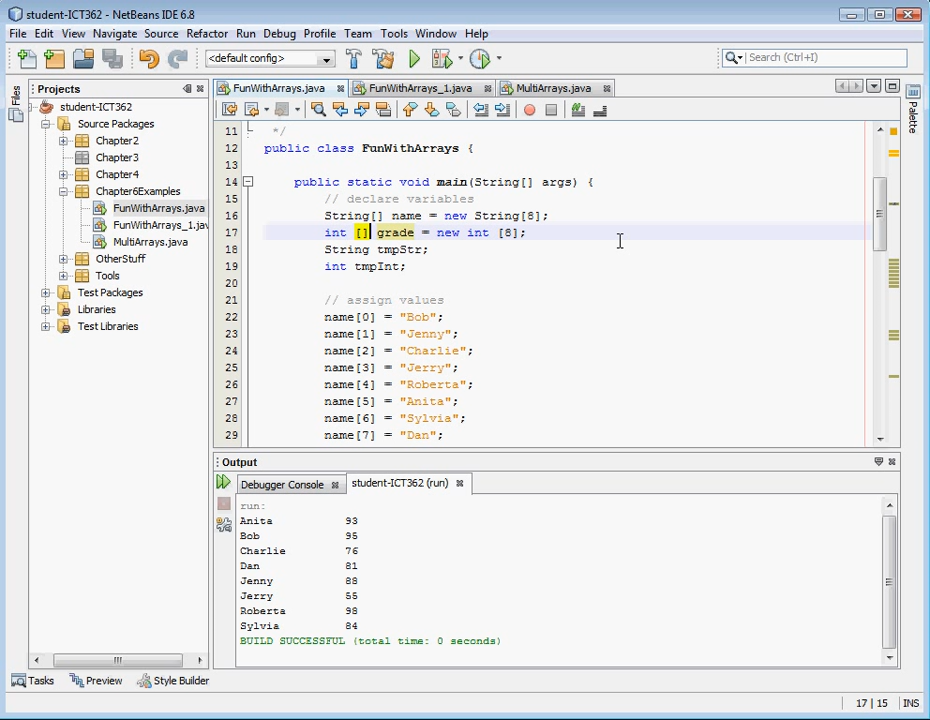 student-ICT362 - NetBeans IDE 6.8
File Edit View Navigate Source Refactor Run Debug Profile Team Tools Window Help
<default config>
Search (Ctrl+I)
Files
Projects
student-ICT362
Source Packages
Chapter2
Chapter3
Chapter4
Chapter6Examples
FunWithArrays.java
FunWithArrays_1.jav
MultiArrays.java
OtherStuff
Tools
Test Packages
Libraries
Test Libraries
FunWithArrays.java FunWithArrays_1.java MultiArrays.java
Palette
11 */
12 public class FunWithArrays {
13
14 public static void main(String[] args) {
15 // declare variables
16 String[] name = new String[8];
17 int [] grade = new int [8];
18 String tmpStr;
19 int tmpInt;
20
21 // assign values
22 name[0] = "Bob";
23 name[1] = "Jenny";
24 name[2] = "Charlie";
25 name[3] = "Jerry";
26 name[4] = "Roberta";
27 name[5] = "Anita";
28 name[6] = "Sylvia";
29 name[7] = "Dan";
Output
Debugger Console student-ICT362 (run)
run:
Anita 93
Bob 95
Charlie 76
Dan 81
Jenny 88
Jerry 55
Roberta 98
Sylvia 84
BUILD SUCCESSFUL (total time: 0 seconds)
Tasks Preview Style Builder
17 | 15 INS